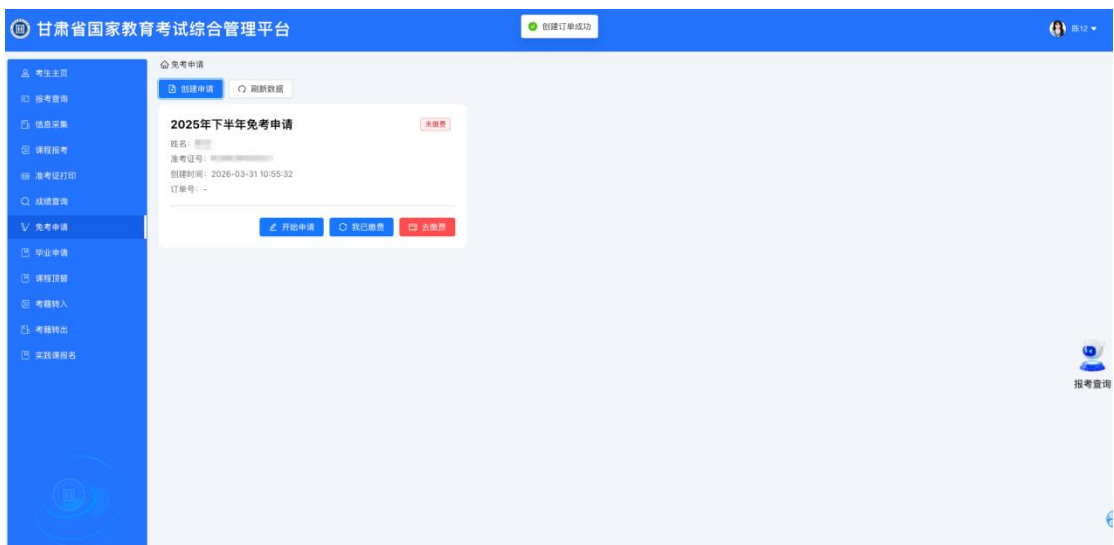 甘肃省国家教育考试综合管理平台
创建订单成功
陈12
考生主页
报考查询
信息采集
课程报考
准考证打印
成绩查询
免考申请
毕业申请
课程顶替
考籍转入
考籍转出
实践课报名
免考申请
创建申请
刷新数据
2025年下半年免考申请
未缴费
姓名：
准考证号：
创建时间：2026-03-31 10:55:32
订单号：-
开始申请
我已缴费
去缴费
报考查询